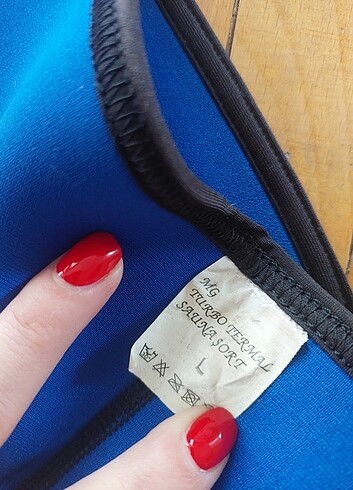 MG
TURBO TERMAL
SAUNA ŞORT
L